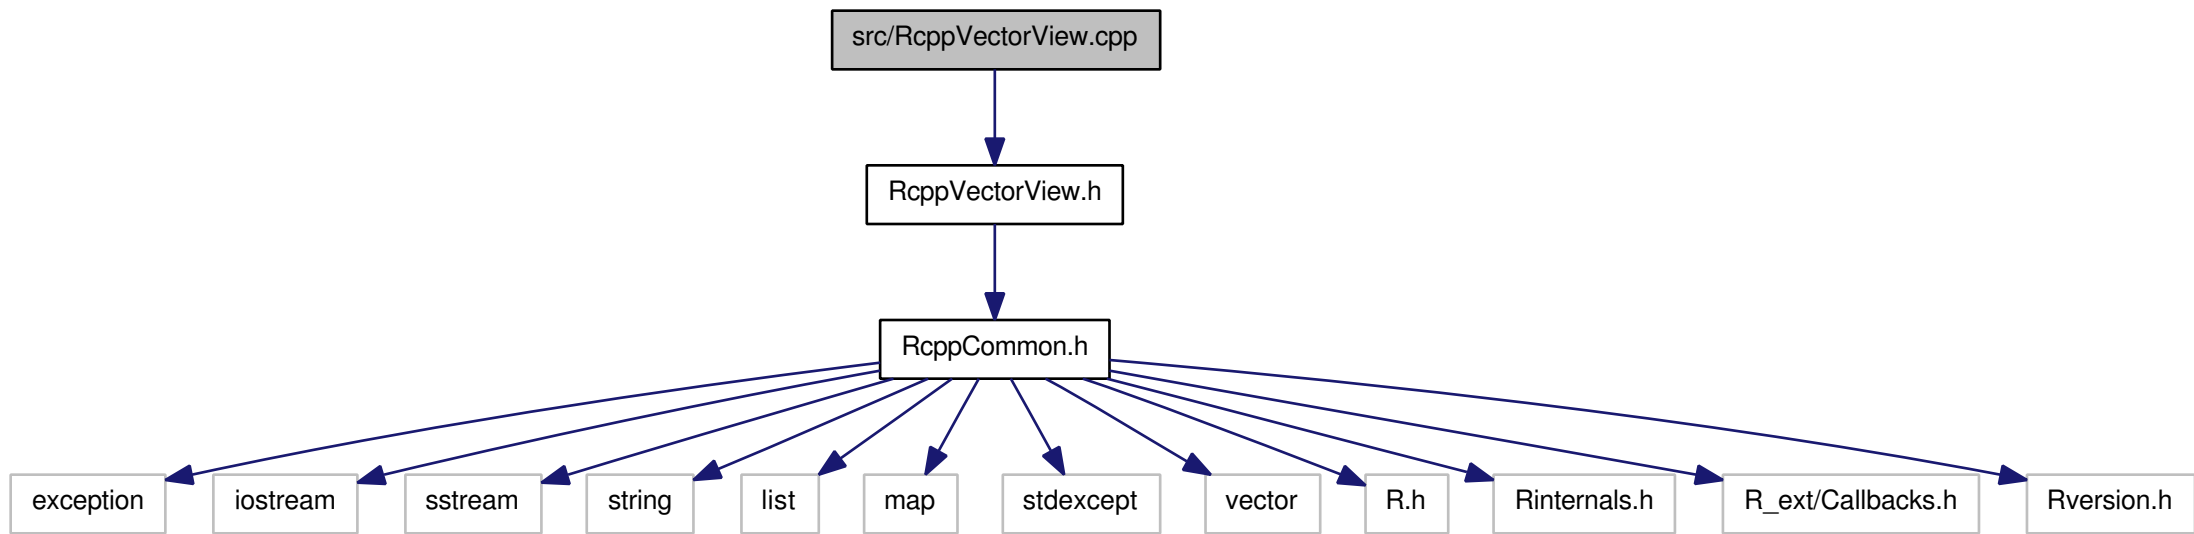 src/RcppVectorView.cpp
RcppVectorView.h
RcppCommon.h
exception
iostream
sstream
string
list
map
stdexcept
vector
R.h
Rinternals.h
R_ext/Callbacks.h
Rversion.h